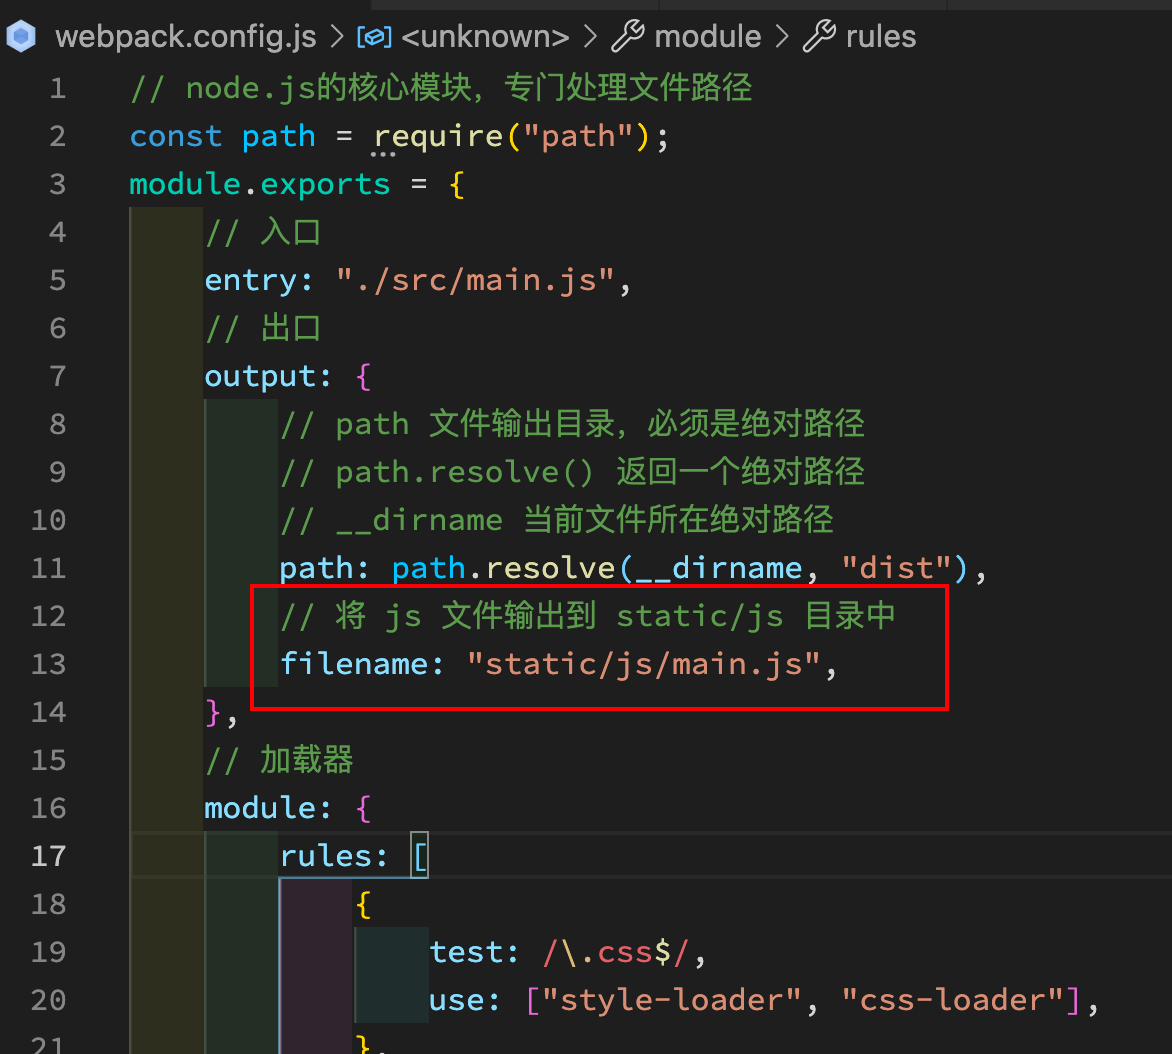 webpack.config.js > <unknown> > module > rules
1 // node.js的核心模块，专门处理文件路径
2 const path = require("path");
3 module.exports = {
4 // 入口
5 entry: "./src/main.js",
6 // 出口
7 output: {
8 // path 文件输出目录，必须是绝对路径
9 // path.resolve() 返回一个绝对路径
10 // __dirname 当前文件所在绝对路径
11 path: path.resolve(__dirname, "dist"),
12 // 将 js 文件输出到 static/js 目录中
13 filename: "static/js/main.js",
14 },
15 // 加载器
16 module: {
17 rules: [
18 {
19 test: /\.css$/,
20 use: ["style-loader", "css-loader"],
21 },